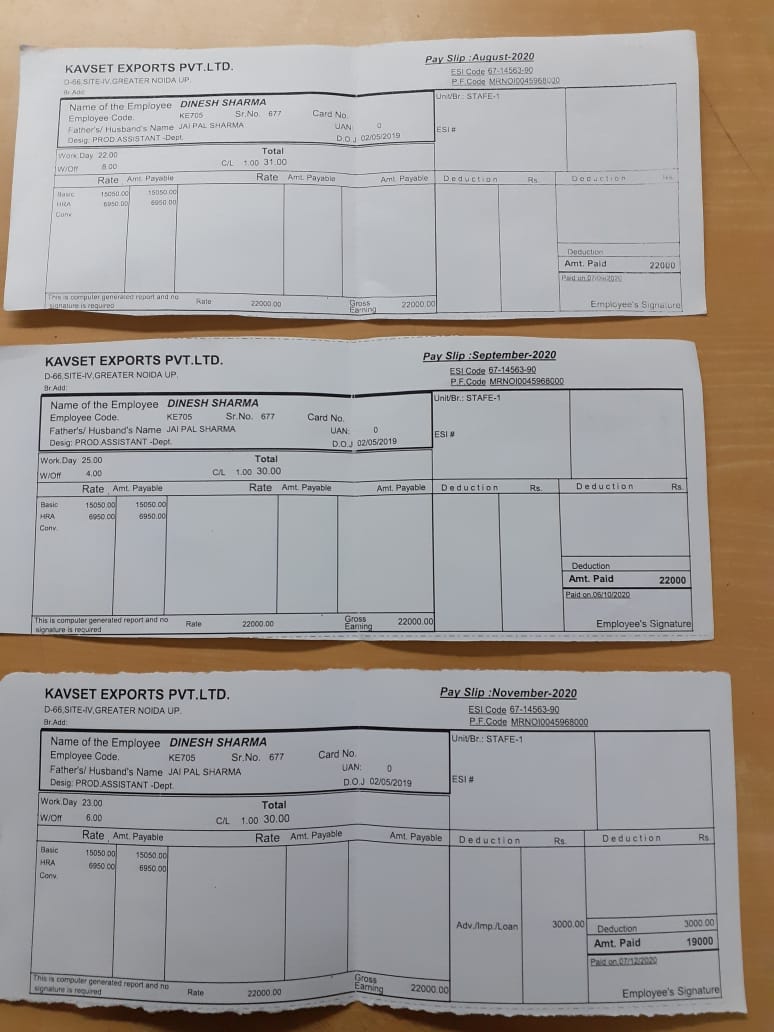 KAVSET EXPORTS PVT.LTD.
Pay Slip :August-2020
D-66,SITE-IV,GREATER NOIDA UP.
ESI Code 67-14563-90
Br.Add:
P.F.Code MRNOI0045968000
Name of the Employee DINESH SHARMA
Unit/Br.: STAFE-1
Employee Code. KE705 Sr.No. 677 Card No.
Father's/ Husband's Name JAI PAL SHARMA UAN: 0
ESI #
Desig: PROD.ASSISTANT -Dept. D.O.J 02/05/2019
Work.Day 22.00 Total
W/Off 8.00 C/L 1.00 31.00
Rate Amt. Payable Rate Amt. Payable Amt. Payable Deduction Rs. Deduction Rs.
Basic 15050.00 15050.00
HRA 6950.00 6950.00
Conv.
Deduction
Amt. Paid 22000
This is computer generated report and no
signature is required
Rate 22000.00 Gross Earning 22000.00
Paid on
Employee's Signature
KAVSET EXPORTS PVT.LTD.
Pay Slip :September-2020
D-66,SITE-IV,GREATER NOIDA UP.
ESI Code 67-14563-90
Br.Add:
P.F.Code MRNOI0045968000
Name of the Employee DINESH SHARMA
Unit/Br.: STAFE-1
Employee Code. KE705 Sr.No. 677 Card No.
Father's/ Husband's Name JAI PAL SHARMA UAN: 0
ESI #
Desig: PROD.ASSISTANT -Dept. D.O.J 02/05/2019
Work.Day 25.00 Total
W/Off 4.00 C/L 1.00 30.00
Rate Amt. Payable Rate Amt. Payable Amt. Payable Deduction Rs. Deduction Rs.
Basic 15050.00 15050.00
HRA 6950.00 6950.00
Conv.
Deduction
Amt. Paid 22000
Paid on.06/10/2020
This is computer generated report and no
signature is required
Rate 22000.00 Gross Earning 22000.00
Employee's Signature
KAVSET EXPORTS PVT.LTD.
Pay Slip :November-2020
D-66,SITE-IV,GREATER NOIDA UP.
ESI Code 67-14563-90
Br.Add:
P.F.Code MRNOI0045968000
Name of the Employee DINESH SHARMA
Unit/Br.: STAFE-1
Employee Code. KE705 Sr.No. 677 Card No.
Father's/ Husband's Name JAI PAL SHARMA UAN: 0
ESI #
Desig: PROD.ASSISTANT -Dept. D.O.J 02/05/2019
Work.Day 23.00 Total
W/Off 6.00 C/L 1.00 30.00
Rate Amt. Payable Rate Amt. Payable Amt. Payable Deduction Rs. Deduction Rs.
Basic 15050.00 15050.00
HRA 6950.00 6950.00
Conv.
Adv./Imp./Loan 3000.00 Deduction 3000.00
Amt. Paid 19000
Paid on.07/12/2020
This is computer generated report and no
signature is required
Rate 22000.00 Gross Earning 22000.00
Employee's Signature